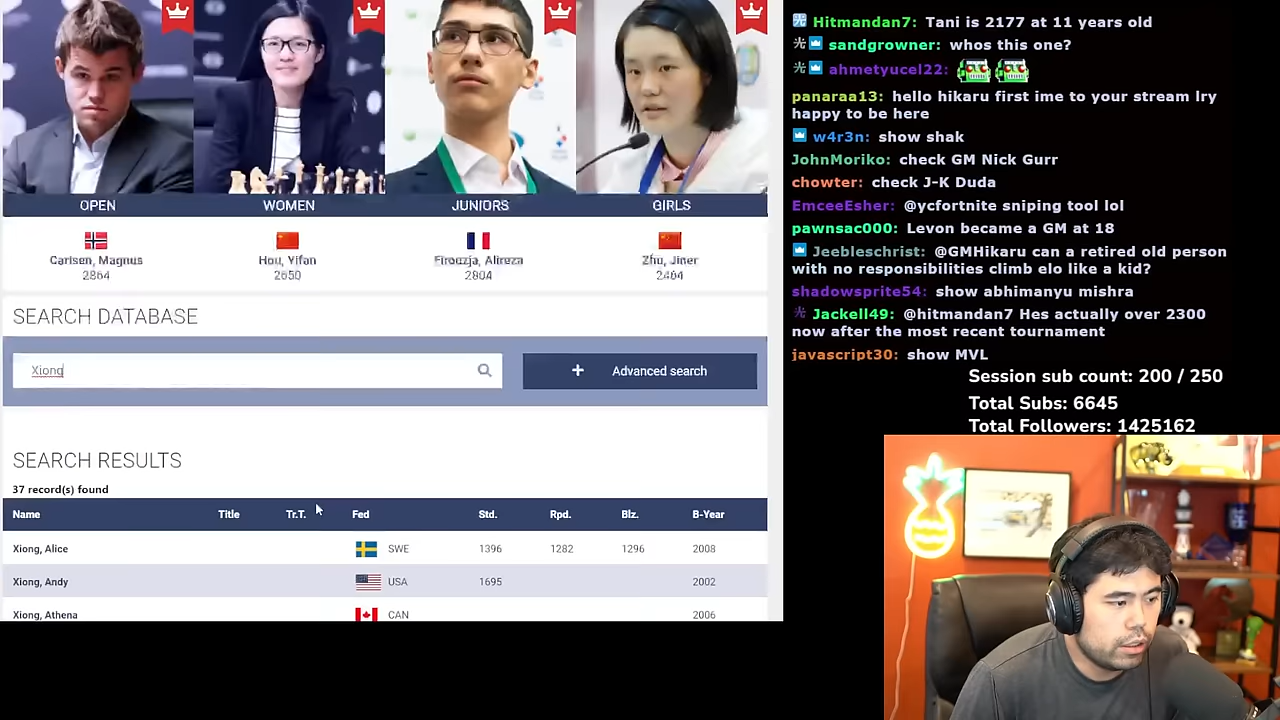 OPEN
WOMEN
JUNIORS
GIRLS
Carlsen, Magnus
2864
Hou, Yifan
2650
Firouzja, Alireza
2804
Zhu, Jiner
2464
SEARCH DATABASE
Xiong
+ Advanced search
SEARCH RESULTS
37 record(s) found
Name Title Tr.T. Fed Std. Rpd. Blz. B-Year
Xiong, Alice SWE 1396 1282 1296 2008
Xiong, Andy USA 1695 2002
Xiong, Athena CAN 2006
Hitmandan7: Tani is 2177 at 11 years old
光 sandgrowner: whos this one?
光 ahmetyucel22:
panaraa13: hello hikaru first ime to your stream lry
happy to be here
w4r3n: show shak
JohnMoriko: check GM Nick Gurr
chowter: check J-K Duda
EmceeEsher: @ycfortnite sniping tool lol
pawnsac000: Levon became a GM at 18
Jeebleschrist: @GMHikaru can a retired old person
with no responsibilities climb elo like a kid?
shadowsprite54: show abhimanyu mishra
光 Jackell49: @hitmandan7 Hes actually over 2300
now after the most recent tournament
javascript30: show MVL
Session sub count: 200 / 250
Total Subs: 6645
Total Followers: 1425162